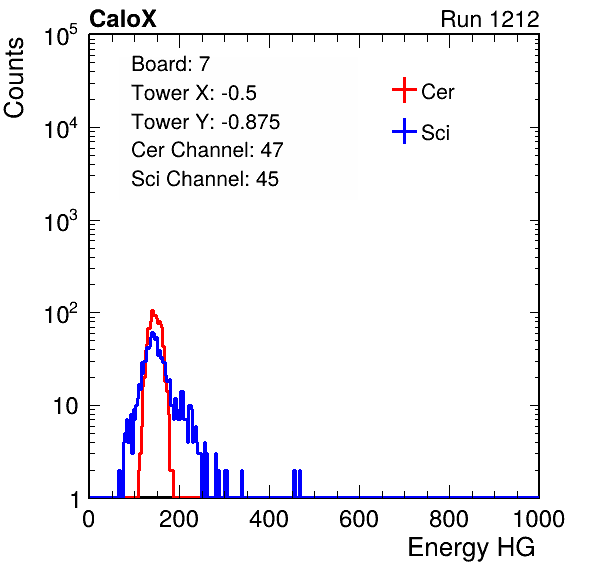 CaloX Run 1212
Counts
Board: 7
Tower X: -0.5
Tower Y: -0.875
Cer Channel: 47
Sci Channel: 45
Cer
Sci
10^5
10^4
10^3
10^2
10
1
0 200 400 600 800 1000
Energy HG